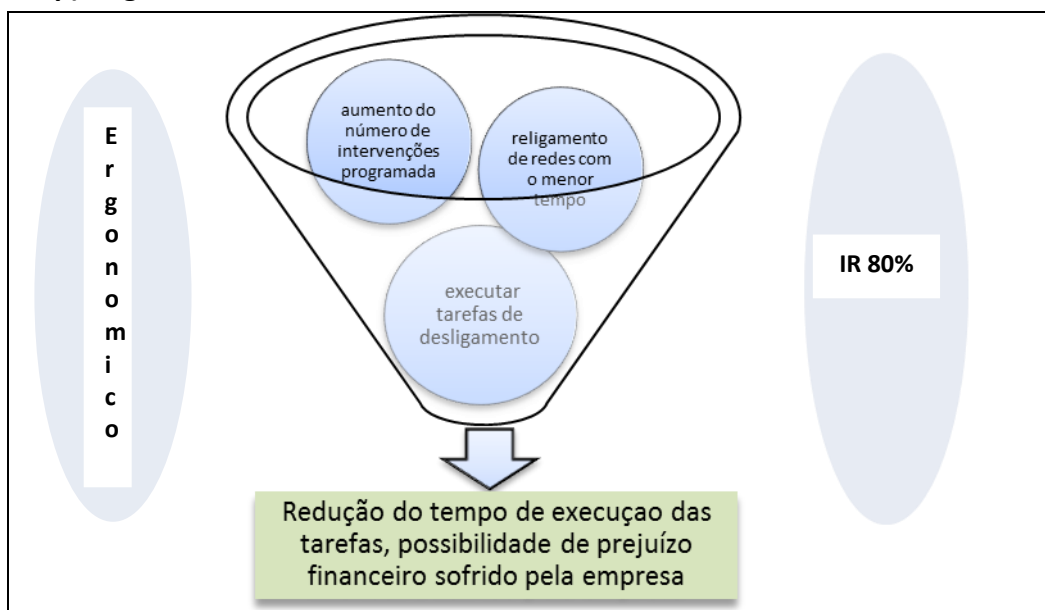 Ergonomico
aumento do
número de
intervenções
programada
religamento
de redes com
o menor
tempo
executar
tarefas de
desligamento
IR 80%
Redução do tempo de execuçao das
tarefas, possibilidade de prejuízo
financeiro sofrido pela empresa